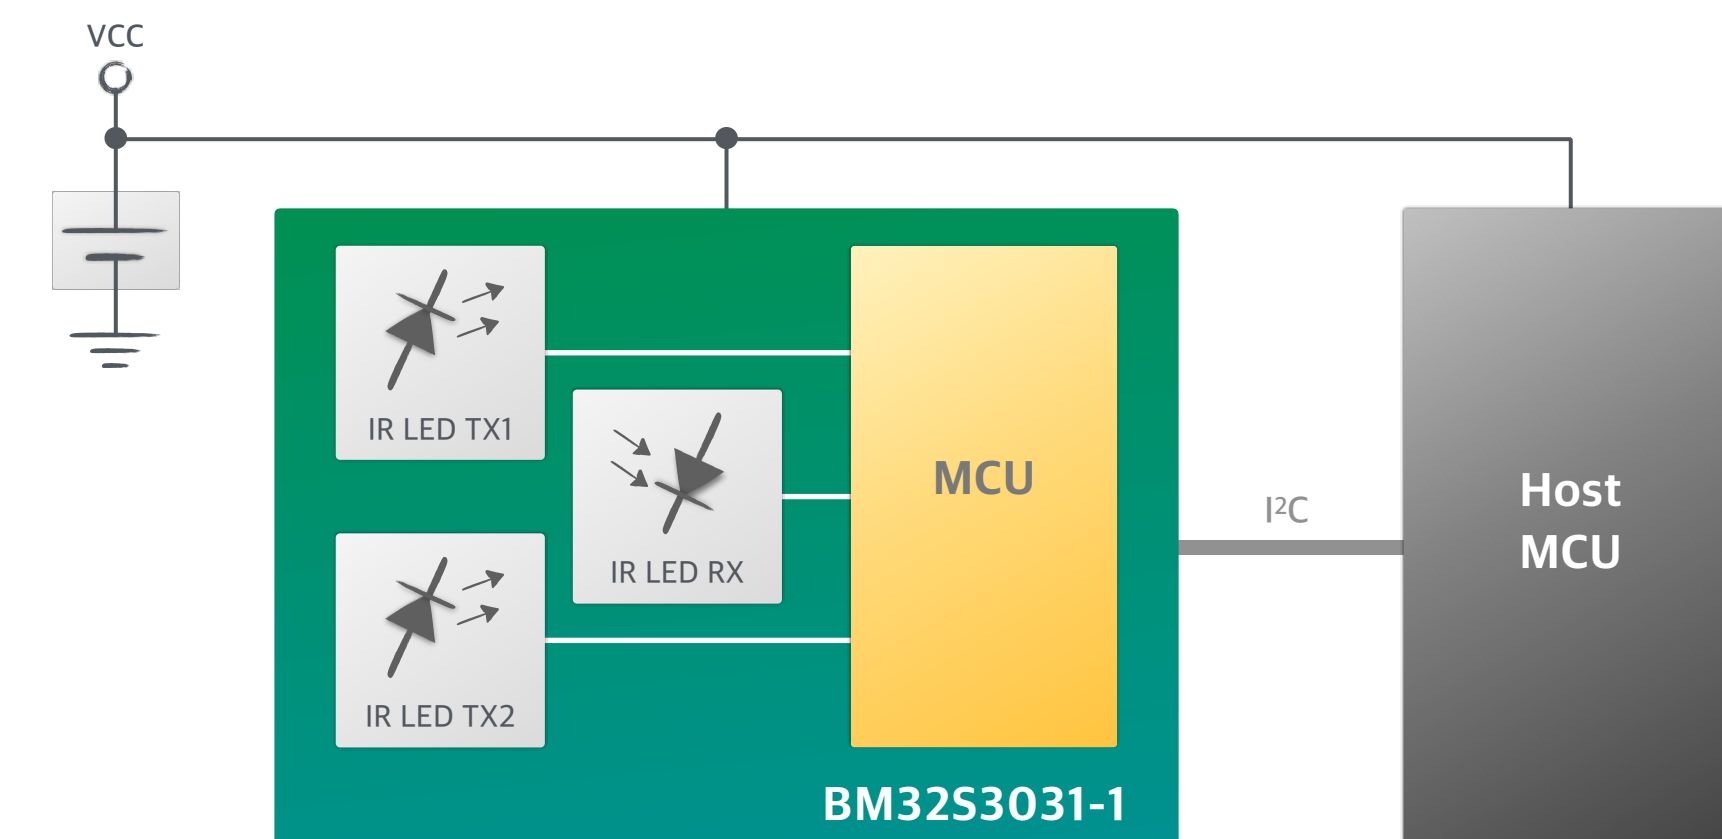 VCC
IR LED TX1
IR LED RX
IR LED TX2
MCU
I²C
Host
MCU
BM32S3031-1